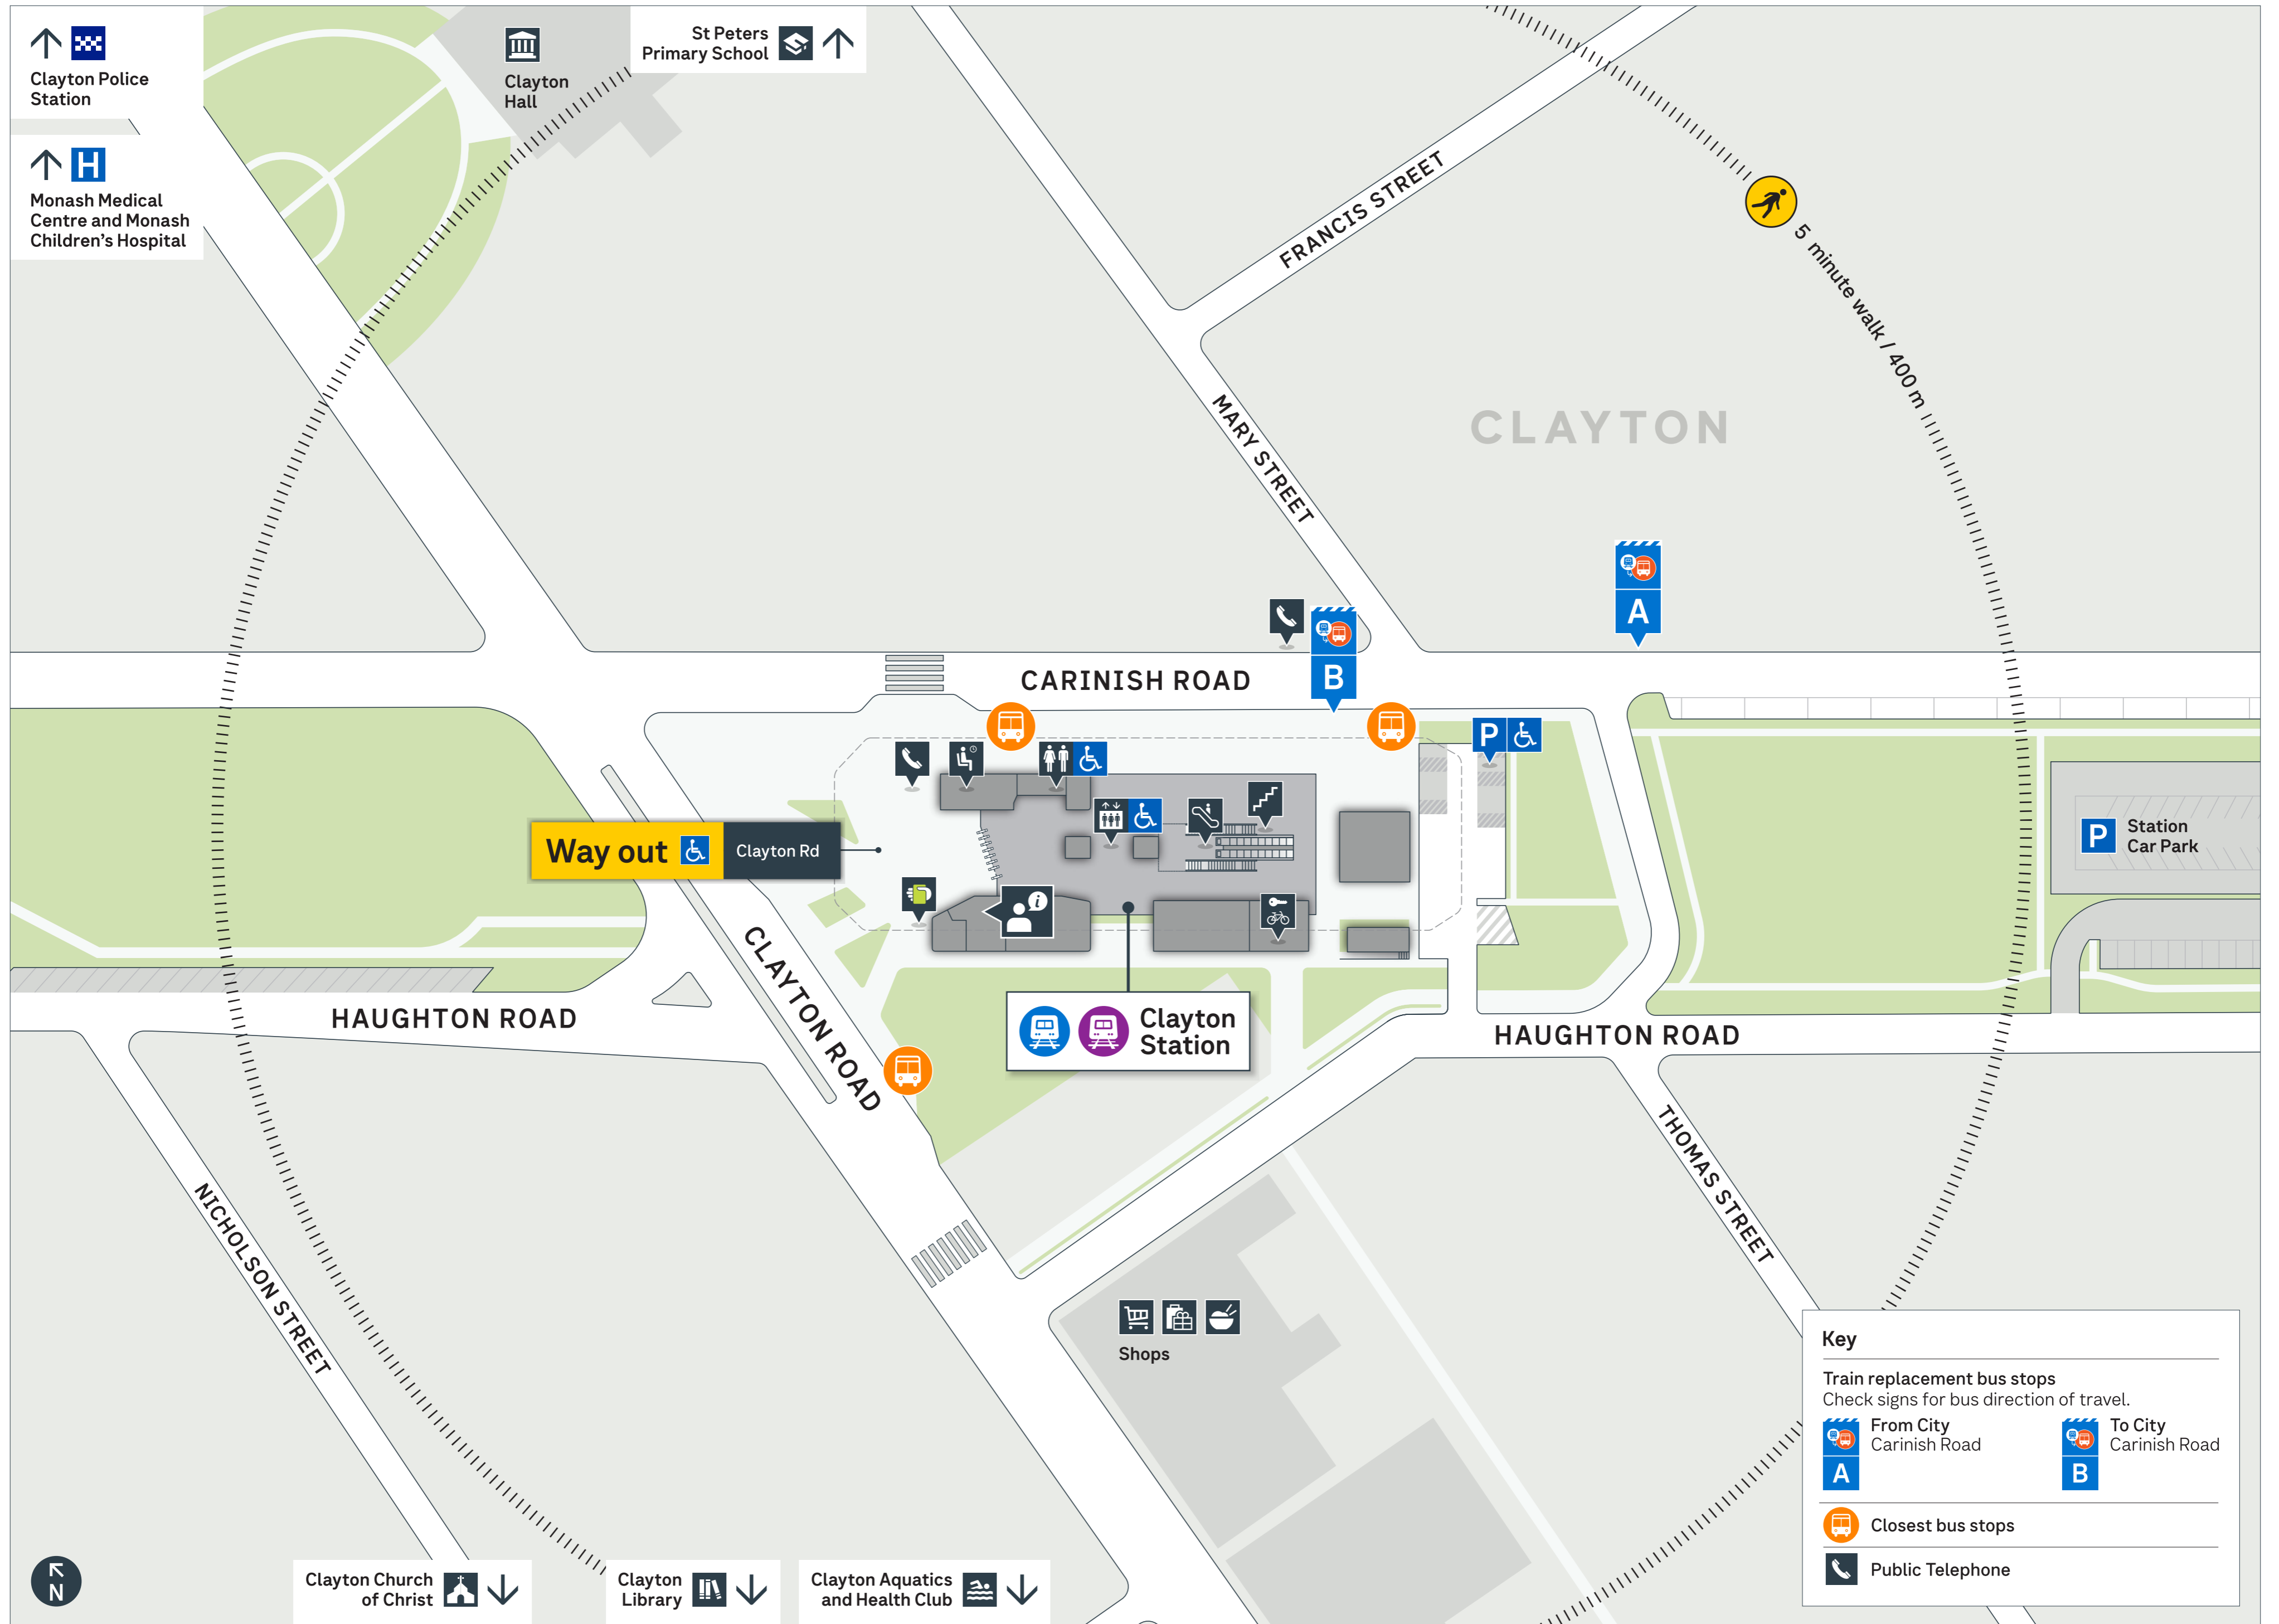 Clayton Police
Station
H
Monash Medical
Centre and Monash
Children's Hospital
Clayton
Hall
St Peters
Primary School
FRANCIS STREET
5 minute walk / 400 m
CLAYTON
MARY STREET
A
B
CARINISH ROAD
P
Way out
Clayton Rd
i
P
Station
Car Park
CLAYTON ROAD
HAUGHTON ROAD
Clayton
Station
HAUGHTON ROAD
THOMAS STREET
NICHOLSON STREET
Shops
Key
Train replacement bus stops
Check signs for bus direction of travel.
From City
Carinish Road
A
To City
Carinish Road
B
Closest bus stops
Public Telephone
N
Clayton Church
of Christ
Clayton
Library
Clayton Aquatics
and Health Club